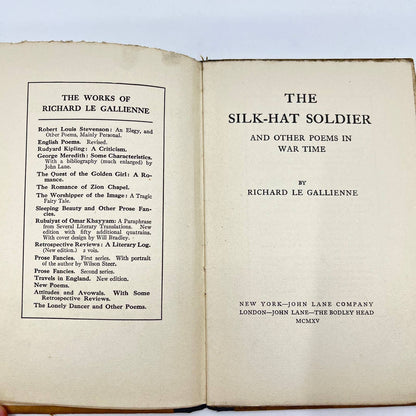 THE WORKS OF
RICHARD LE GALLIENNE
Robert Louis Stevenson: An Elegy, and
Other Poems, Mainly Personal.
English Poems. Revised.
Rudyard Kipling: A Criticism.
George Meredith: Some Characteristics.
With a bibliography (much enlarged) by
John Lane.
The Quest of the Golden Girl: A Ro-
mance.
The Romance of Zion Chapel.
The Worshipper of the Image: A Tragic
Fairy Tale.
Sleeping Beauty and Other Prose Fan-
cies.
Rubaiyat of Omar Khayyam: A Paraphrase
from Several Literary Translations. New
edition with fifty additional quatrains.
With cover design by Will Bradley.
Retrospective Reviews: A Literary Log.
(New edition.) 2 vols.
Prose Fancies. First series. With portrait
of the author by Wilson Steer.
Prose Fancies. Second series.
Travels in England. New edition.
New Poems.
Attitudes and Avowals. With Some
Retrospective Reviews.
The Lonely Dancer and Other Poems.
THE
SILK-HAT SOLDIER
AND OTHER POEMS IN
WAR TIME
BY
RICHARD LE GALLIENNE
NEW YORK—JOHN LANE COMPANY
LONDON—JOHN LANE—THE BODLEY HEAD
MCMXV